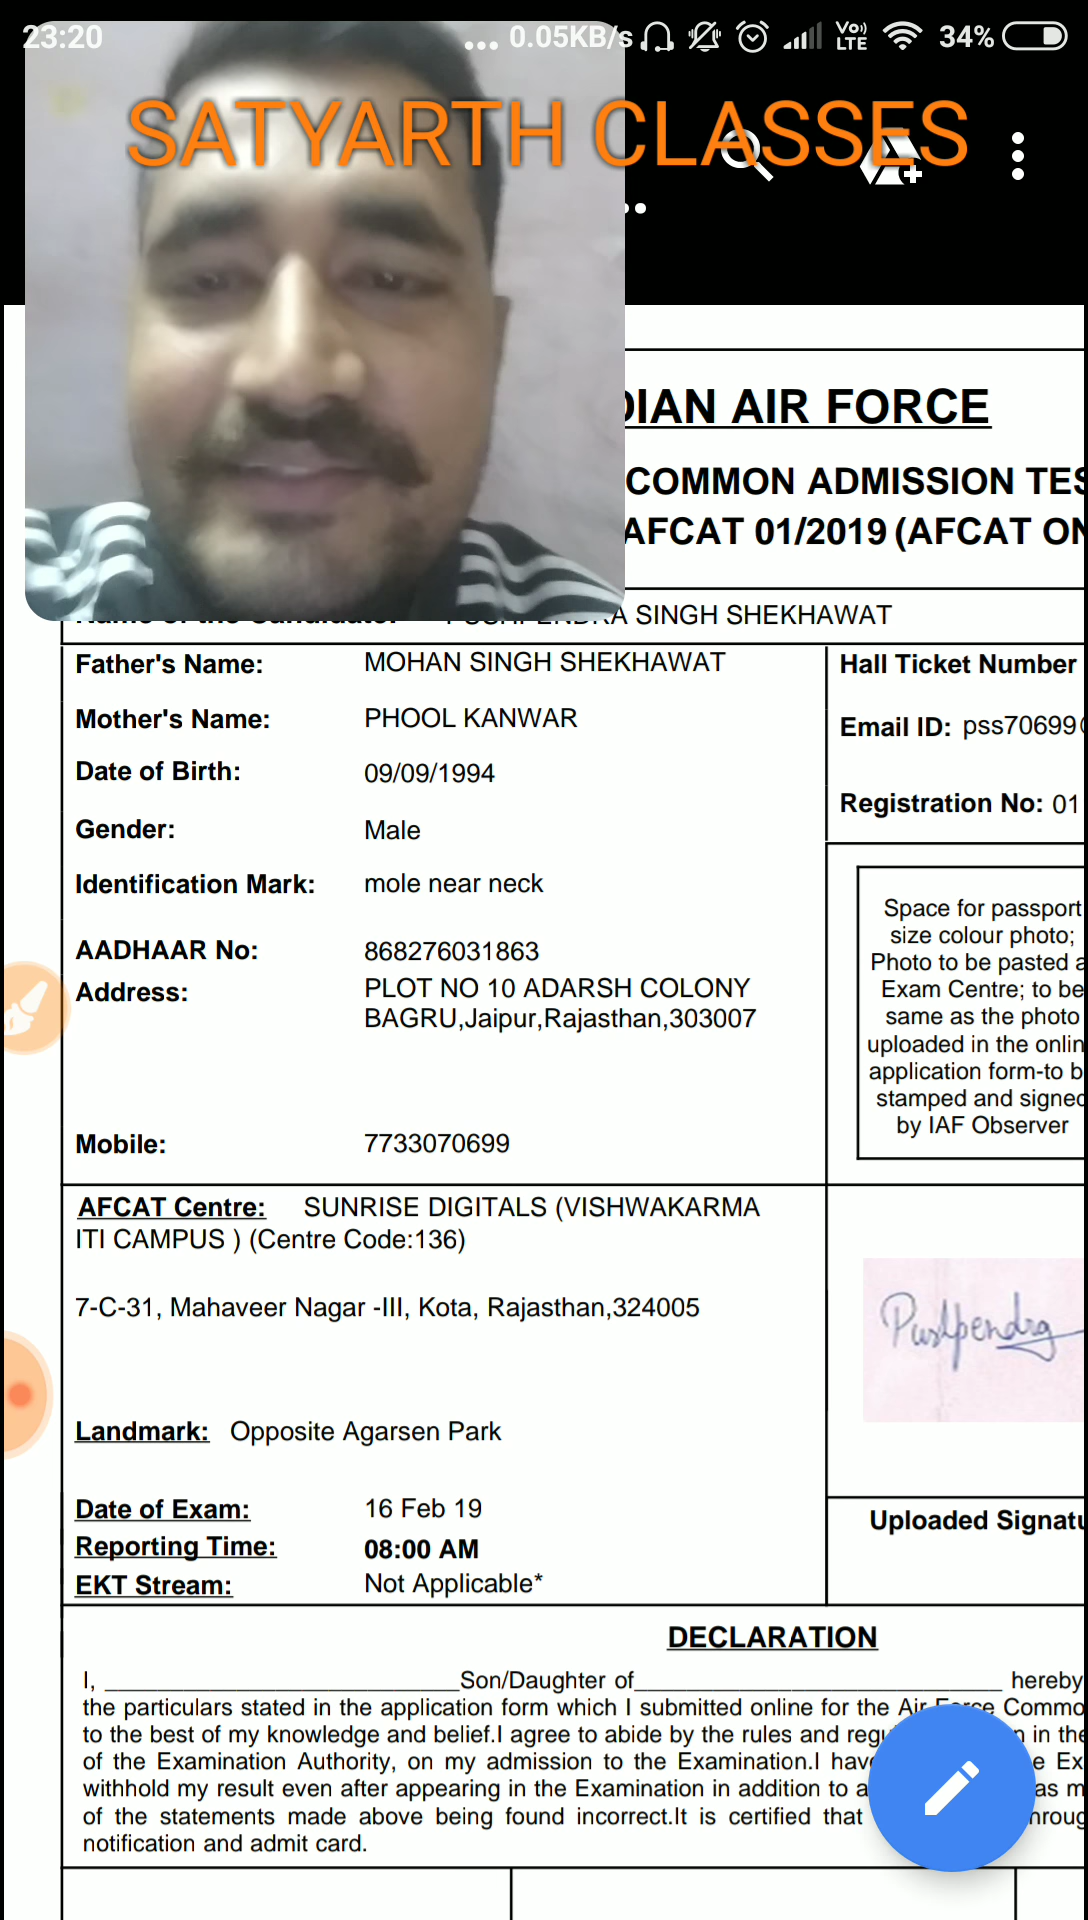 23:20 ... 0.05KB/s Vo)) LTE 34%
SATYARTH CLASSES
DIAN AIR FORCE
COMMON ADMISSION TES
AFCAT 01/2019 (AFCAT ON
Name of the Candidate: PUSHPENDRA SINGH SHEKHAWAT
Father's Name: MOHAN SINGH SHEKHAWAT
Hall Ticket Number
Mother's Name: PHOOL KANWAR
Email ID: pss70699@
Date of Birth: 09/09/1994
Registration No: 01
Gender: Male
Identification Mark: mole near neck
AADHAAR No: 868276031863
Address: PLOT NO 10 ADARSH COLONY
BAGRU,Jaipur,Rajasthan,303007
Mobile: 7733070699
Space for passport
size colour photo;
Photo to be pasted a
Exam Centre; to be
same as the photo
uploaded in the onlin
application form-to b
stamped and signed
by IAF Observer
AFCAT Centre: SUNRISE DIGITALS (VISHWAKARMA
ITI CAMPUS ) (Centre Code:136)
7-C-31, Mahaveer Nagar -III, Kota, Rajasthan,324005
Landmark: Opposite Agarsen Park
Pushpendra
Date of Exam: 16 Feb 19
Reporting Time: 08:00 AM
EKT Stream: Not Applicable*
Uploaded Signatu
DECLARATION
I, ___________________________Son/Daughter of____________________________ hereby
the particulars stated in the application form which I submitted online for the Air Force Commo
to the best of my knowledge and belief.I agree to abide by the rules and regu n in the
of the Examination Authority, on my admission to the Examination.I have e Ex
withhold my result even after appearing in the Examination in addition to a as m
of the statements made above being found incorrect.It is certified that hroug
notification and admit card.